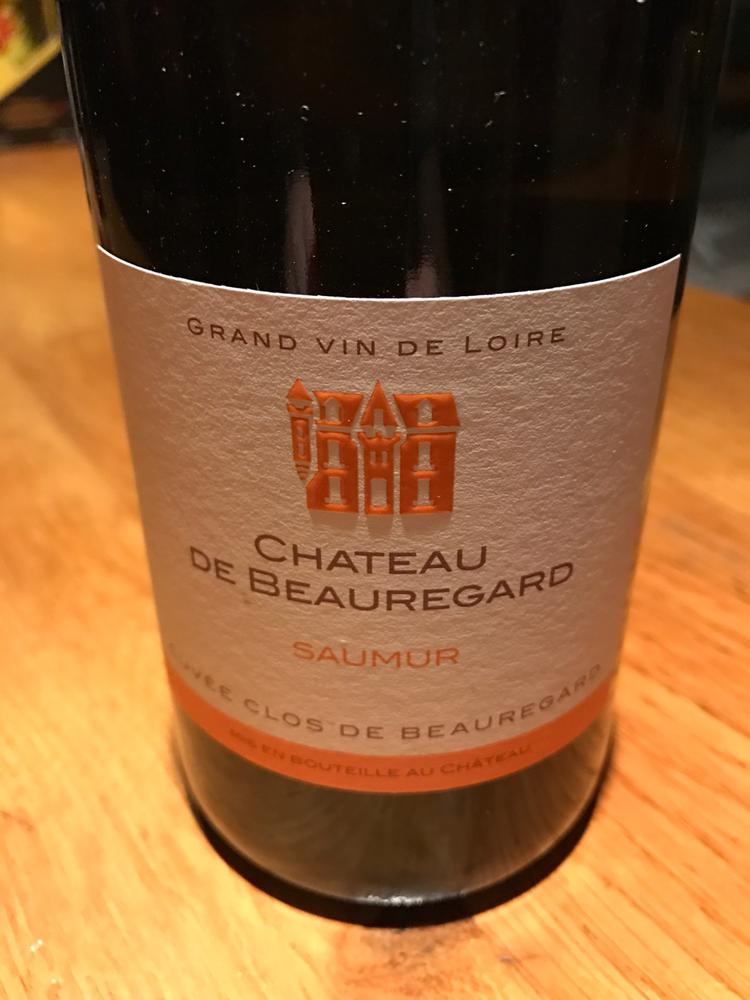 GRAND VIN DE LOIRE
CHATEAU
DE BEAUREGARD
SAUMUR
CUVÉE CLOS DE BEAUREGARD
MIS EN BOUTEILLE AU CHÂTEAU